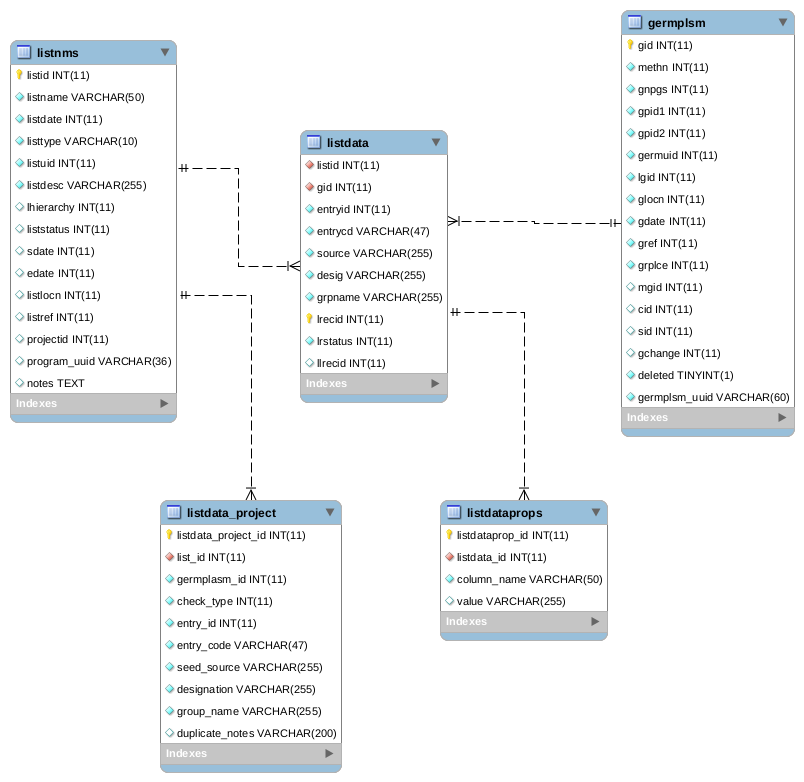 listnms
listid INT(11)
listname VARCHAR(50)
listdate INT(11)
listtype VARCHAR(10)
listuid INT(11)
listdesc VARCHAR(255)
lhierarchy INT(11)
liststatus INT(11)
sdate INT(11)
edate INT(11)
listlocn INT(11)
listref INT(11)
projectid INT(11)
program_uuid VARCHAR(36)
notes TEXT
Indexes
listdata
listid INT(11)
gid INT(11)
entryid INT(11)
entrycd VARCHAR(47)
source VARCHAR(255)
desig VARCHAR(255)
grpname VARCHAR(255)
lrecid INT(11)
lrstatus INT(11)
llrecid INT(11)
Indexes
germplsm
gid INT(11)
methn INT(11)
gnpgs INT(11)
gpid1 INT(11)
gpid2 INT(11)
germuid INT(11)
lgid INT(11)
glocn INT(11)
gdate INT(11)
gref INT(11)
grplce INT(11)
mgid INT(11)
cid INT(11)
sid INT(11)
gchange INT(11)
deleted TINYINT(1)
germplsm_uuid VARCHAR(60)
Indexes
listdata_project
listdata_project_id INT(11)
list_id INT(11)
germplasm_id INT(11)
check_type INT(11)
entry_id INT(11)
entry_code VARCHAR(47)
seed_source VARCHAR(255)
designation VARCHAR(255)
group_name VARCHAR(255)
duplicate_notes VARCHAR(200)
Indexes
listdataprops
listdataprop_id INT(11)
listdata_id INT(11)
column_name VARCHAR(50)
value VARCHAR(255)
Indexes